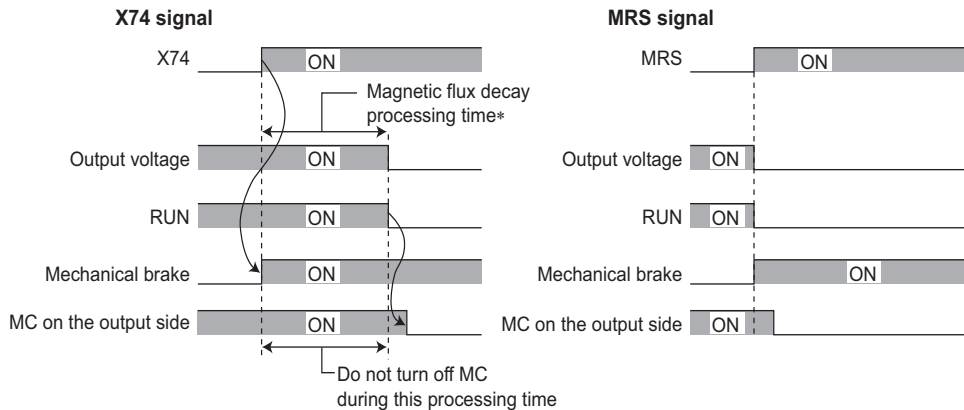 X74 signal
X74
ON
Magnetic flux decay
processing time*
Output voltage
ON
RUN
ON
Mechanical brake
ON
MC on the output side
ON
Do not turn off MC
during this processing time
MRS signal
MRS
ON
Output voltage
ON
RUN
ON
Mechanical brake
ON
MC on the output side
ON